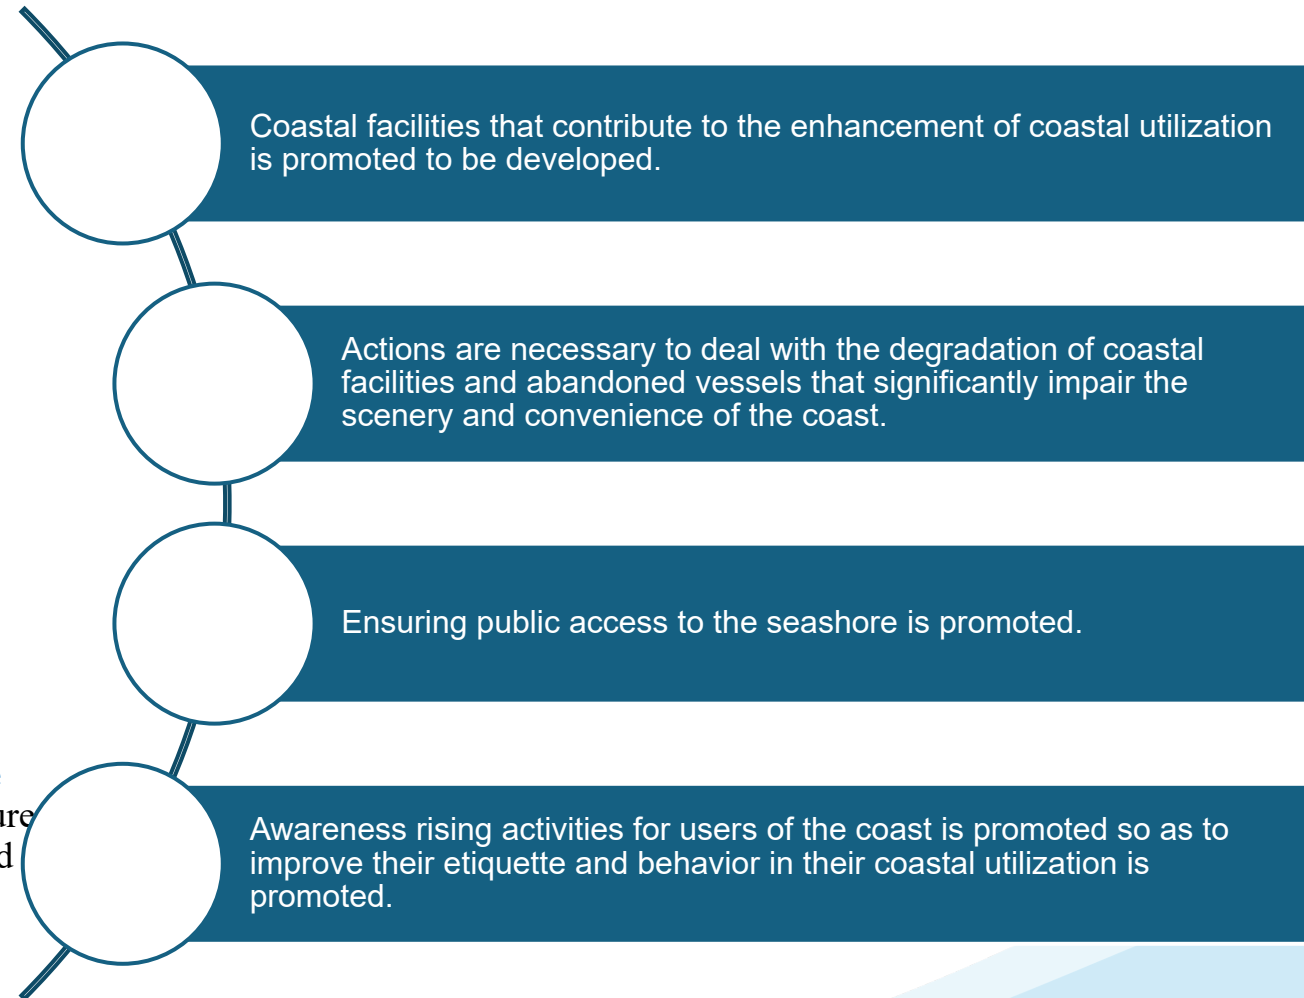 Coastal facilities that contribute to the enhancement of coastal utilization
is promoted to be developed.
Actions are necessary to deal with the degradation of coastal
facilities and abandoned vessels that significantly impair the
scenery and convenience of the coast.
Ensuring public access to the seashore is promoted.
Awareness rising activities for users of the coast is promoted so as to
improve their etiquette and behavior in their coastal utilization is
promoted.